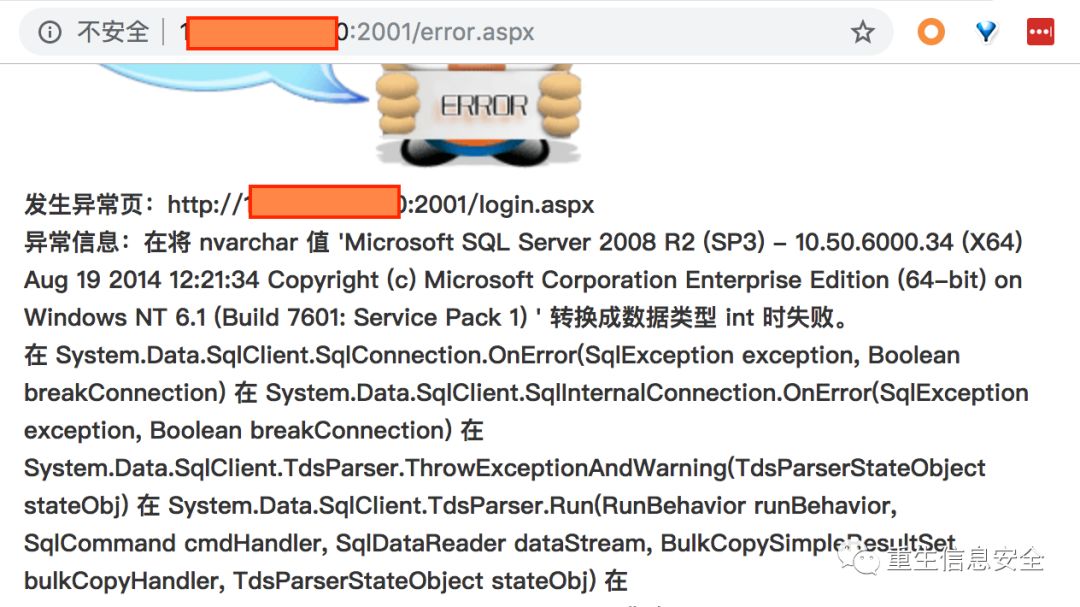 不安全 | 1 0:2001/error.aspx
ERROR
发生异常页：http://1 0:2001/login.aspx
异常信息：在将 nvarchar 值 'Microsoft SQL Server 2008 R2 (SP3) - 10.50.6000.34 (X64)
Aug 19 2014 12:21:34 Copyright (c) Microsoft Corporation Enterprise Edition (64-bit) on
Windows NT 6.1 (Build 7601: Service Pack 1) ' 转换成数据类型 int 时失败。
在 System.Data.SqlClient.SqlConnection.OnError(SqlException exception, Boolean
breakConnection) 在 System.Data.SqlClient.SqlInternalConnection.OnError(SqlException
exception, Boolean breakConnection) 在
System.Data.SqlClient.TdsParser.ThrowExceptionAndWarning(TdsParserStateObject
stateObj) 在 System.Data.SqlClient.TdsParser.Run(RunBehavior runBehavior,
SqlCommand cmdHandler, SqlDataReader dataStream, BulkCopySimpleResultSet
bulkCopyHandler, TdsParserStateObject stateObj) 在
重生信息安全